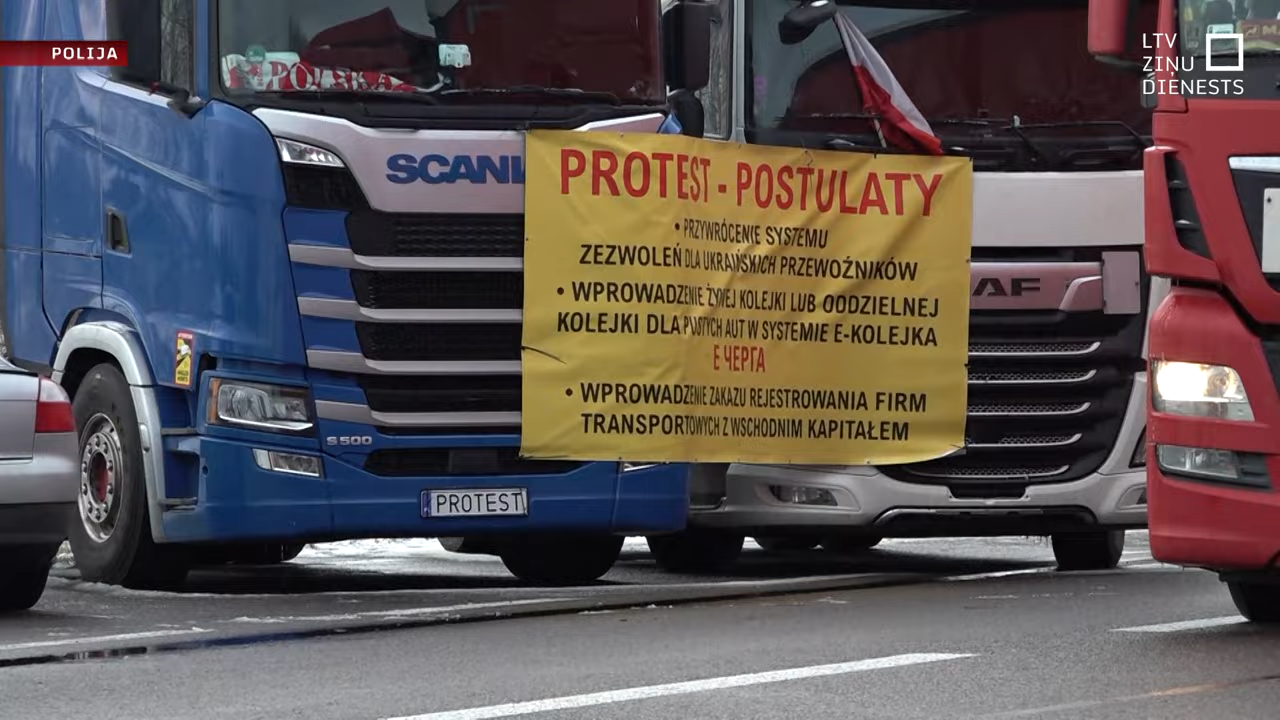 POLIJA
LTV
ZIŅU
DIENESTS
POLSKA
SCANI
PROTEST - POSTULATY
• PRZYWRÓCENIE SYSTEMU
ZEZWOLEŃ DLA UKRAIŃSKICH PRZEWOŹNIKÓW
• WPROWADZENIE ŻYWEJ KOLEJKI LUB ODDZIELNEJ
KOLEJKI DLA PUSTYCH AUT W SYSTEMIE E-KOLEJKA
Е ЧЕРГА
• WPROWADZENIE ZAKAZU REJESTROWANIA FIRM
TRANSPORTOWYCH Z WSCHODNIM KAPITAŁEM
AF
S 500
PROTEST